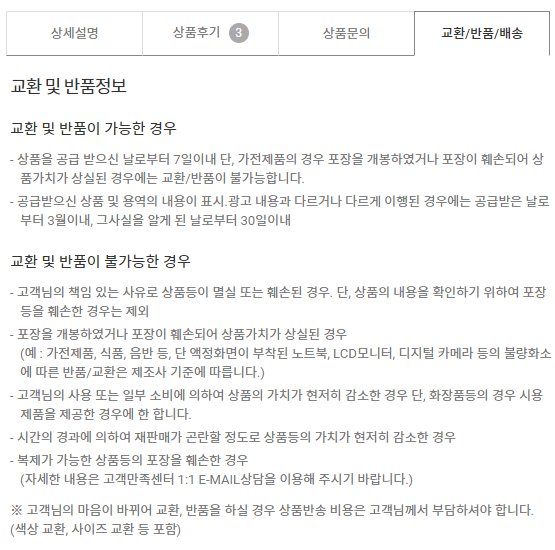 상세설명
상품후기 3
상품문의
교환/반품/배송
교환 및 반품정보
교환 및 반품이 가능한 경우
- 상품을 공급 받으신 날로부터 7일이내 단, 가전제품의 경우 포장을 개봉하였거나 포장이 훼손되어 상
품가치가 상실된 경우에는 교환/반품이 불가능합니다.
- 공급받으신 상품 및 용역의 내용이 표시.광고 내용과 다르거나 다르게 이행된 경우에는 공급받은 날로
부터 3월이내, 그사실을 알게 된 날로부터 30일이내
교환 및 반품이 불가능한 경우
- 고객님의 책임 있는 사유로 상품등이 멸실 또는 훼손된 경우. 단, 상품의 내용을 확인하기 위하여 포장
등을 훼손한 경우는 제외
- 포장을 개봉하였거나 포장이 훼손되어 상품가치가 상실된 경우
(예 : 가전제품, 식품, 음반 등, 단 액정화면이 부착된 노트북, LCD모니터, 디지털 카메라 등의 불량화소
에 따른 반품/교환은 제조사 기준에 따릅니다.)
- 고객님의 사용 또는 일부 소비에 의하여 상품의 가치가 현저히 감소한 경우 단, 화장품등의 경우 시용
제품을 제공한 경우에 한 합니다.
- 시간의 경과에 의하여 재판매가 곤란할 정도로 상품등의 가치가 현저히 감소한 경우
- 복제가 가능한 상품등의 포장을 훼손한 경우
(자세한 내용은 고객만족센터 1:1 E-MAIL상담을 이용해 주시기 바랍니다.)
※ 고객님의 마음이 바뀌어 교환, 반품을 하실 경우 상품반송 비용은 고객님께서 부담하셔야 합니다.
(색상 교환, 사이즈 교환 등 포함)